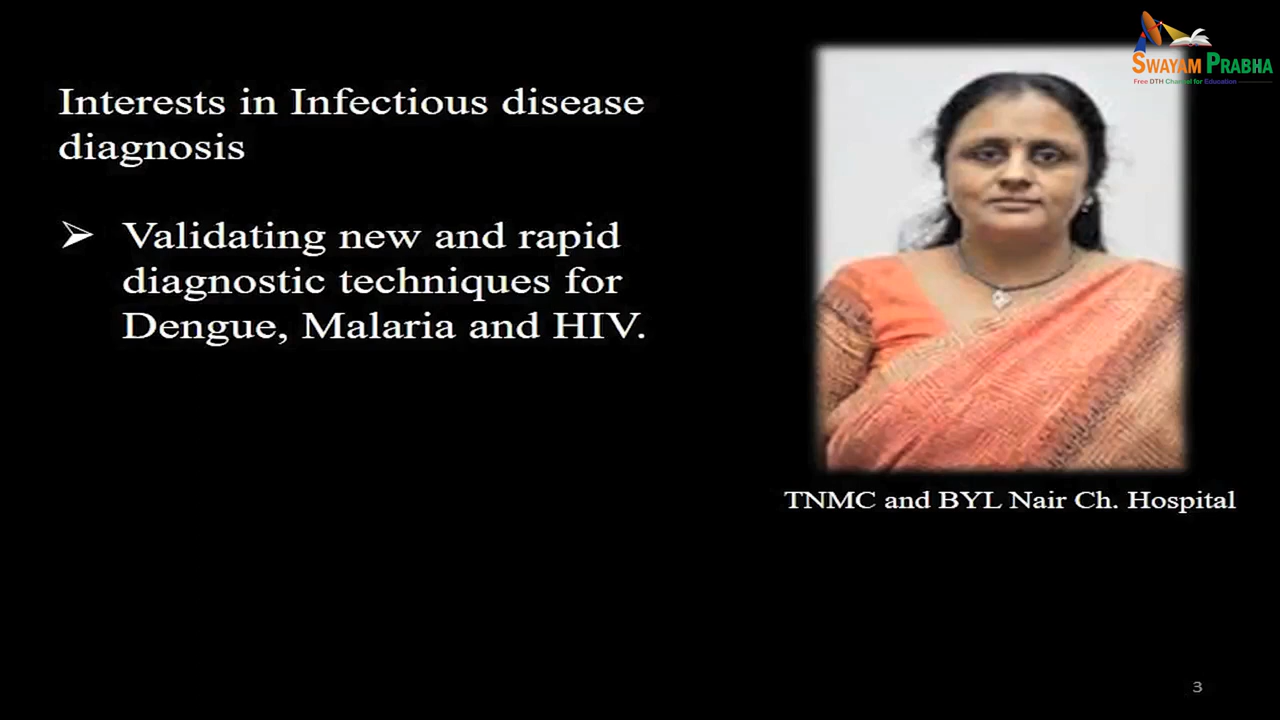 SWAYAM PRABHA
Free DTH Channel for Education
Interests in Infectious disease
diagnosis
➢ Validating new and rapid
diagnostic techniques for
Dengue, Malaria and HIV.
TNMC and BYL Nair Ch. Hospital
3